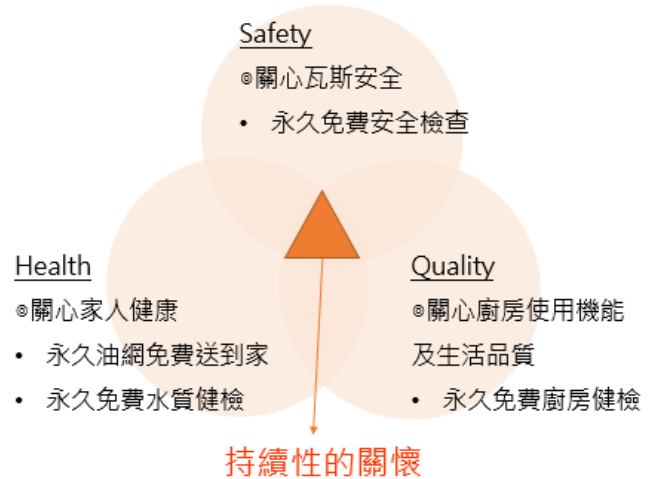 Safety
◎關心瓦斯安全
• 永久免費安全檢查
Health
◎關心家人健康
• 永久油網免費送到家
• 永久免費水質健檢
Quality
◎關心廚房使用機能
及生活品質
• 永久免費廚房健檢
持續性的關懷